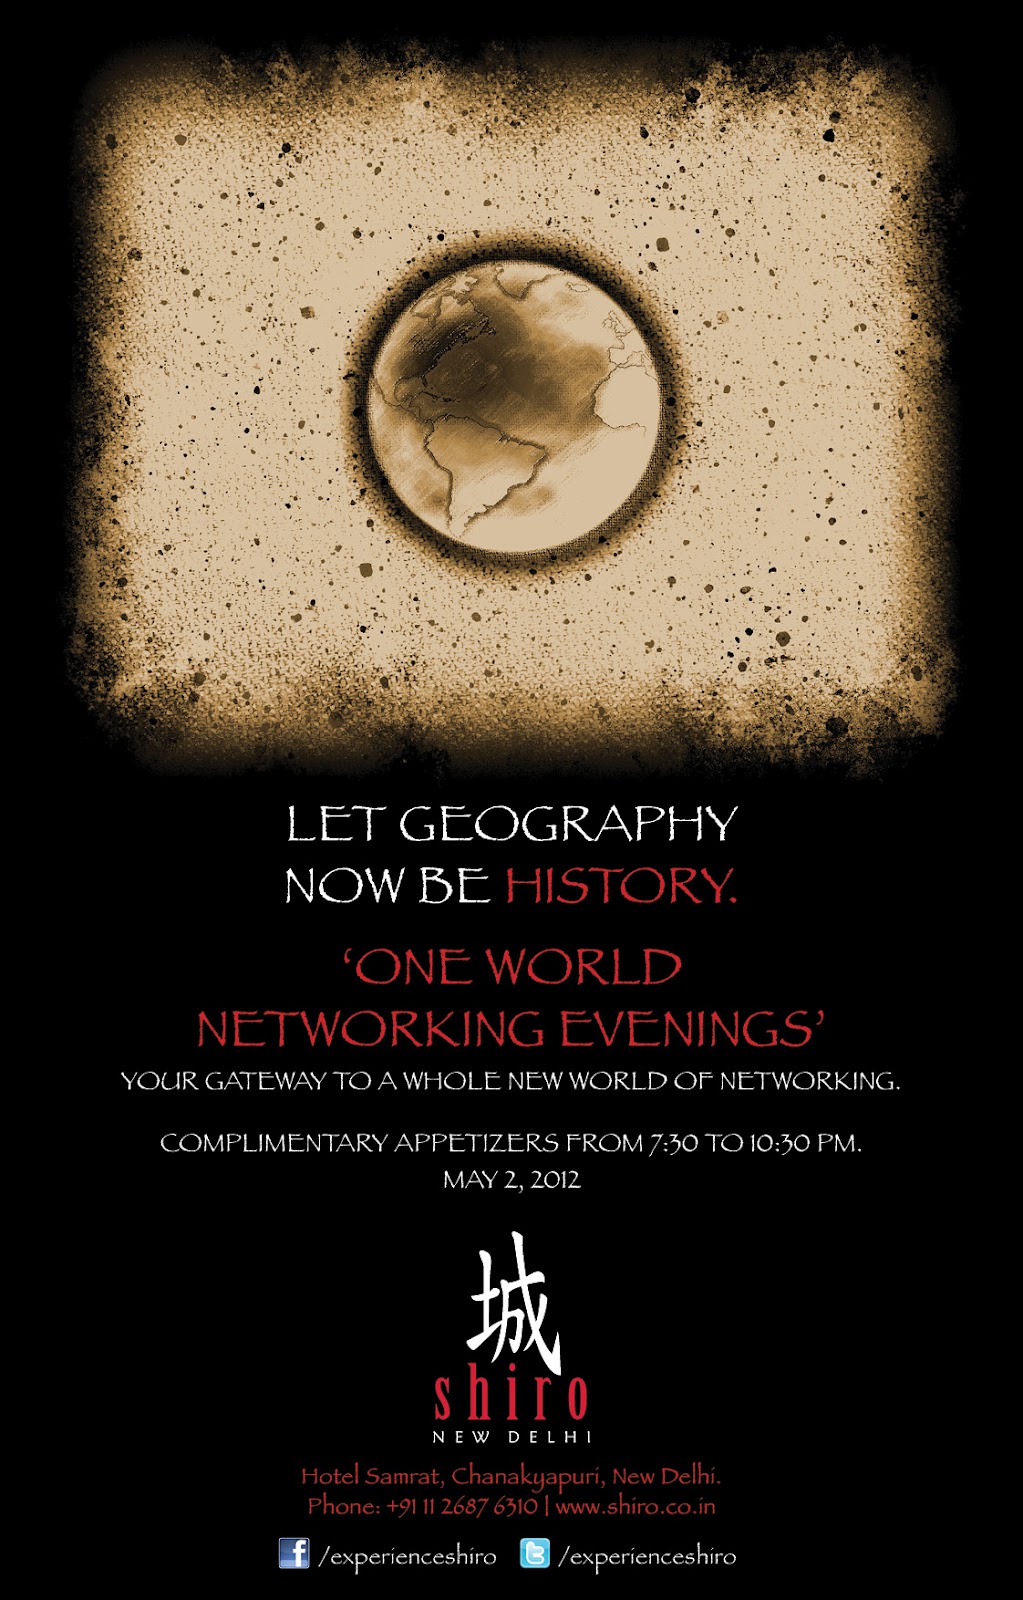 LET GEOGRAPHY
NOW BE HISTORY.
‘ONE WORLD
NETWORKING EVENINGS’
YOUR GATEWAY TO A WHOLE NEW WORLD OF NETWORKING.
COMPLIMENTARY APPETIZERS FROM 7:30 TO 10:30 PM.
MAY 2, 2012
城
shiro
NEW DELHI
Hotel Samrat, Chanakyapuri, New Delhi.
Phone: +91 11 2687 6310 | www.shiro.co.in
/experienceshiro /experienceshiro